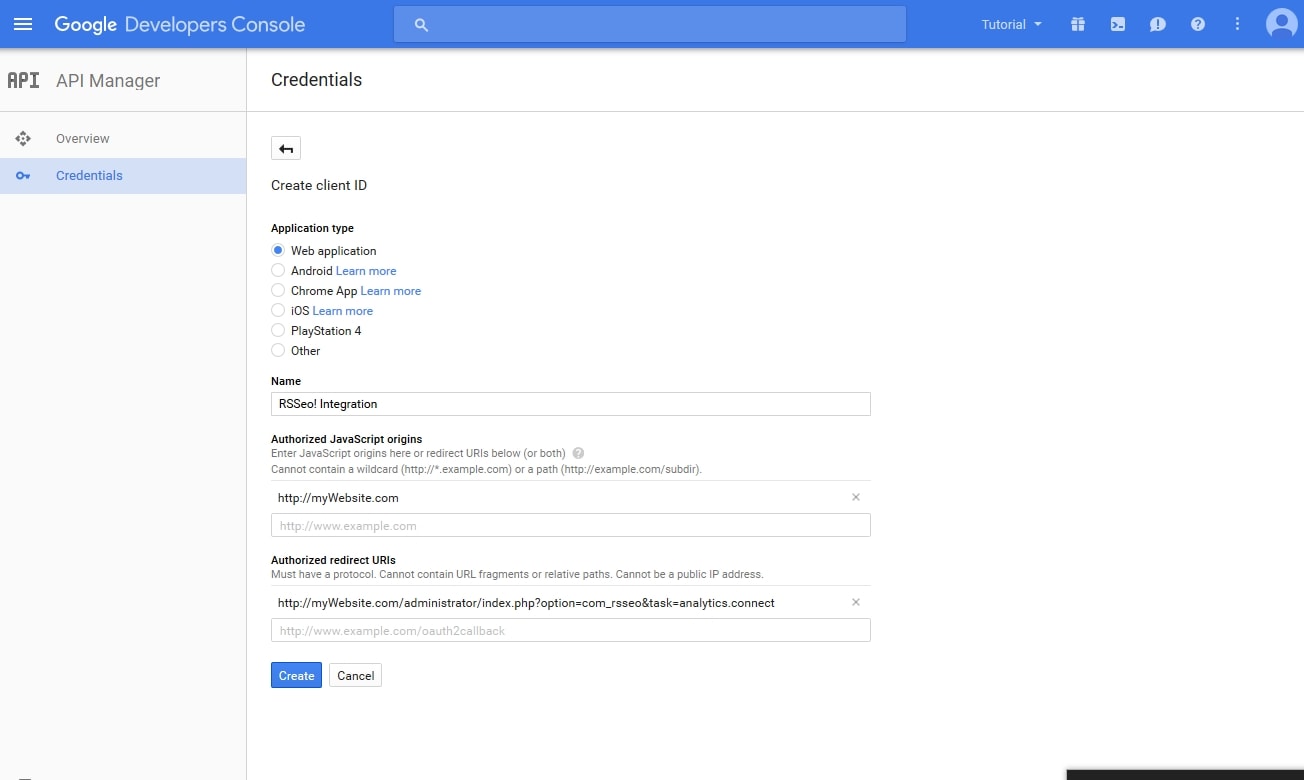 Google Developers Console
Tutorial
API API Manager
Credentials
Overview
Credentials
Create client ID
Application type
Web application
Android Learn more
Chrome App Learn more
iOS Learn more
PlayStation 4
Other
Name
RSSeo! Integration
Authorized JavaScript origins
Enter JavaScript origins here or redirect URIs below (or both)
Cannot contain a wildcard (http://*.example.com) or a path (http://example.com/subdir).
http://myWebsite.com
http://www.example.com
Authorized redirect URIs
Must have a protocol. Cannot contain URL fragments or relative paths. Cannot be a public IP address.
http://myWebsite.com/administrator/index.php?option=com_rsseo&task=analytics.connect
http://www.example.com/oauth2callback
Create Cancel